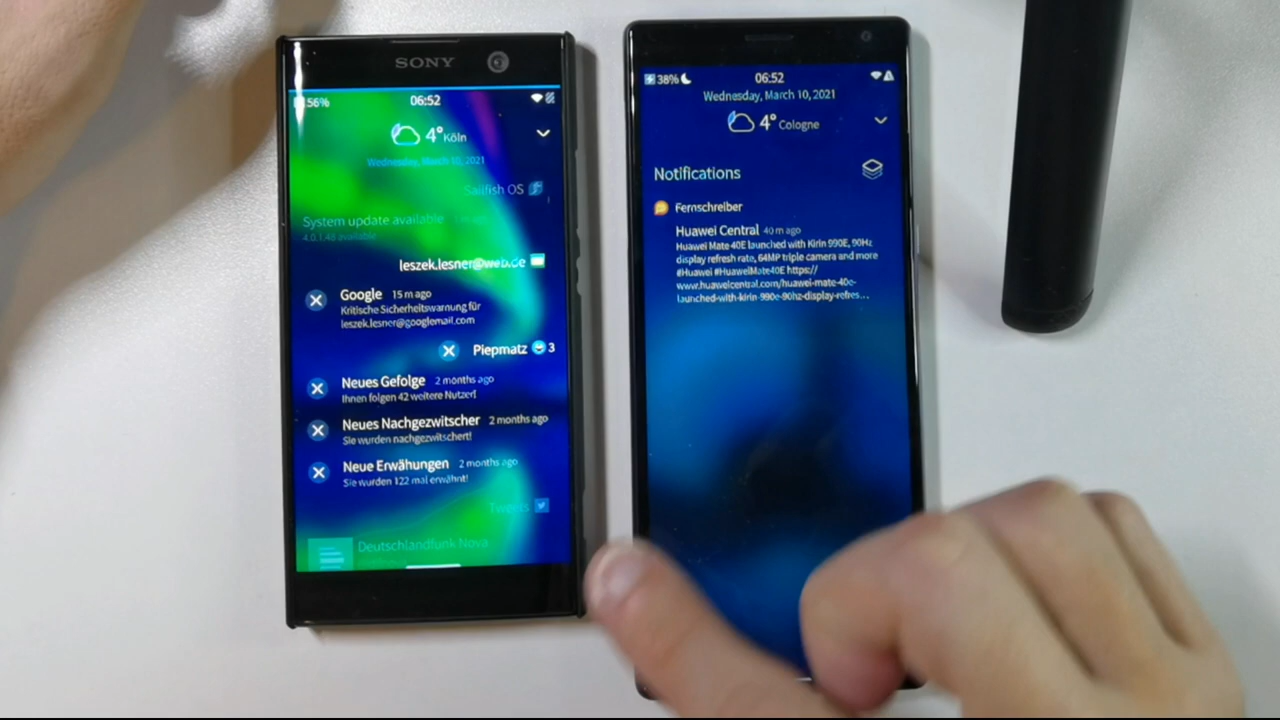 SONY
56%
06:52
4° Köln
Wednesday, March 10, 2021
Sailfish OS
System update available
4.0.1.48 available
leszek.lesner@web.de
Google 15 m ago
Kritische Sicherheitswarnung für
leszek.lesner@googlemail.com
Piepmatz 3
Neues Gefolge 2 months ago
Ihnen folgen 42 weitere Nutzer!
Neues Nachgezwitscher 2 months ago
Sie wurden nachgezwitschert!
Neue Erwähungen 2 months ago
Sie wurden 122 mal erwähnt!
Tweets
Deutschlandfunk Nova
38%
06:52
Wednesday, March 10, 2021
4° Cologne
Notifications
Fernschreiber
Huawei Central 40 m ago
Huawei Mate 40E launched with Kirin 990E, 90Hz
display refresh rate, 64MP triple camera and more
#Huawei #HuaweiMate40E https://
www.huaweicentral.com/huawei-mate-40e-
launched-with-kirin-990e-90hz-display-refres...